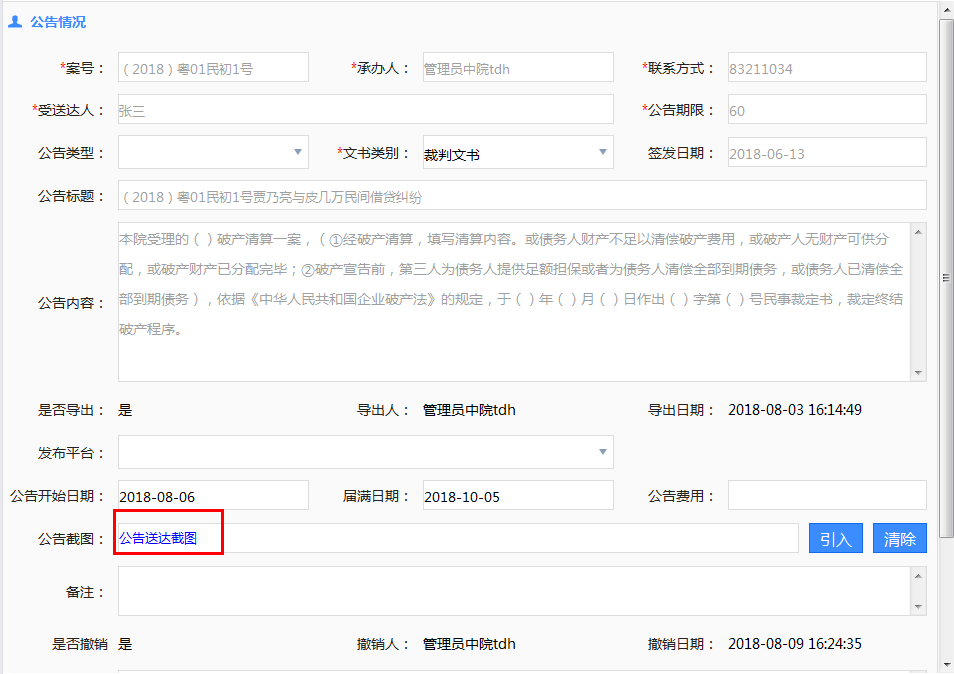 公告情况
*案号： （2018）粤01民初1号 *承办人： 管理员中院tdh *联系方式： 83211034
*受送达人： 张三 *公告期限： 60
公告类型： *文书类别： 裁判文书 签发日期： 2018-06-13
公告标题： （2018）粤01民初1号贾乃亮与皮几万民间借贷纠纷
本院受理的（ ）破产清算一案，（①经破产清算，填写清算内容。或债务人财产不足以清偿破产费用，或破产人无财产可供分
配，或破产财产已分配完毕；②破产宣告前，第三人为债务人提供足额担保或者为债务人清偿全部到期债务，或债务人已清偿全
公告内容： 部到期债务），依据《中华人民共和国企业破产法》的规定，于（ ）年（ ）月（ ）日作出（ ）字第（ ）号民事裁定书，裁定终结
破产程序。
是否导出： 是 导出人： 管理员中院tdh 导出日期： 2018-08-03 16:14:49
发布平台：
公告开始日期： 2018-08-06 届满日期： 2018-10-05 公告费用：
公告截图： 公告送达截图 引入 清除
备注：
是否撤销 是 撤销人： 管理员中院tdh 撤销日期： 2018-08-09 16:24:35